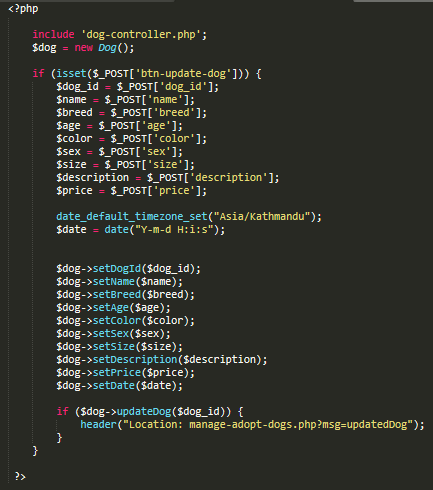 <?php
include 'dog-controller.php';
$dog = new Dog();
if (isset($_POST['btn-update-dog'])) {
$dog_id = $_POST['dog_id'];
$name = $_POST['name'];
$breed = $_POST['breed'];
$age = $_POST['age'];
$color = $_POST['color'];
$sex = $_POST['sex'];
$size = $_POST['size'];
$description = $_POST['description'];
$price = $_POST['price'];
date_default_timezone_set("Asia/Kathmandu");
$date = date("Y-m-d H:i:s");
$dog->setDogId($dog_id);
$dog->setName($name);
$dog->setBreed($breed);
$dog->setAge($age);
$dog->setColor($color);
$dog->setSex($sex);
$dog->setSize($size);
$dog->setDescription($description);
$dog->setPrice($price);
$dog->setDate($date);
if ($dog->updateDog($dog_id)) {
header("Location: manage-adopt-dogs.php?msg=updatedDog");
}
}
?>